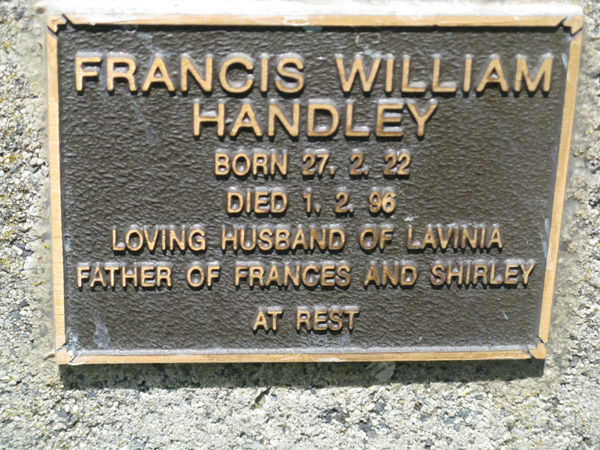 FRANCIS WILLIAM
HANDLEY
BORN 27. 2. 22
DIED 1. 2. 96
LOVING HUSBAND OF LAVINIA
FATHER OF FRANCES AND SHIRLEY
AT REST